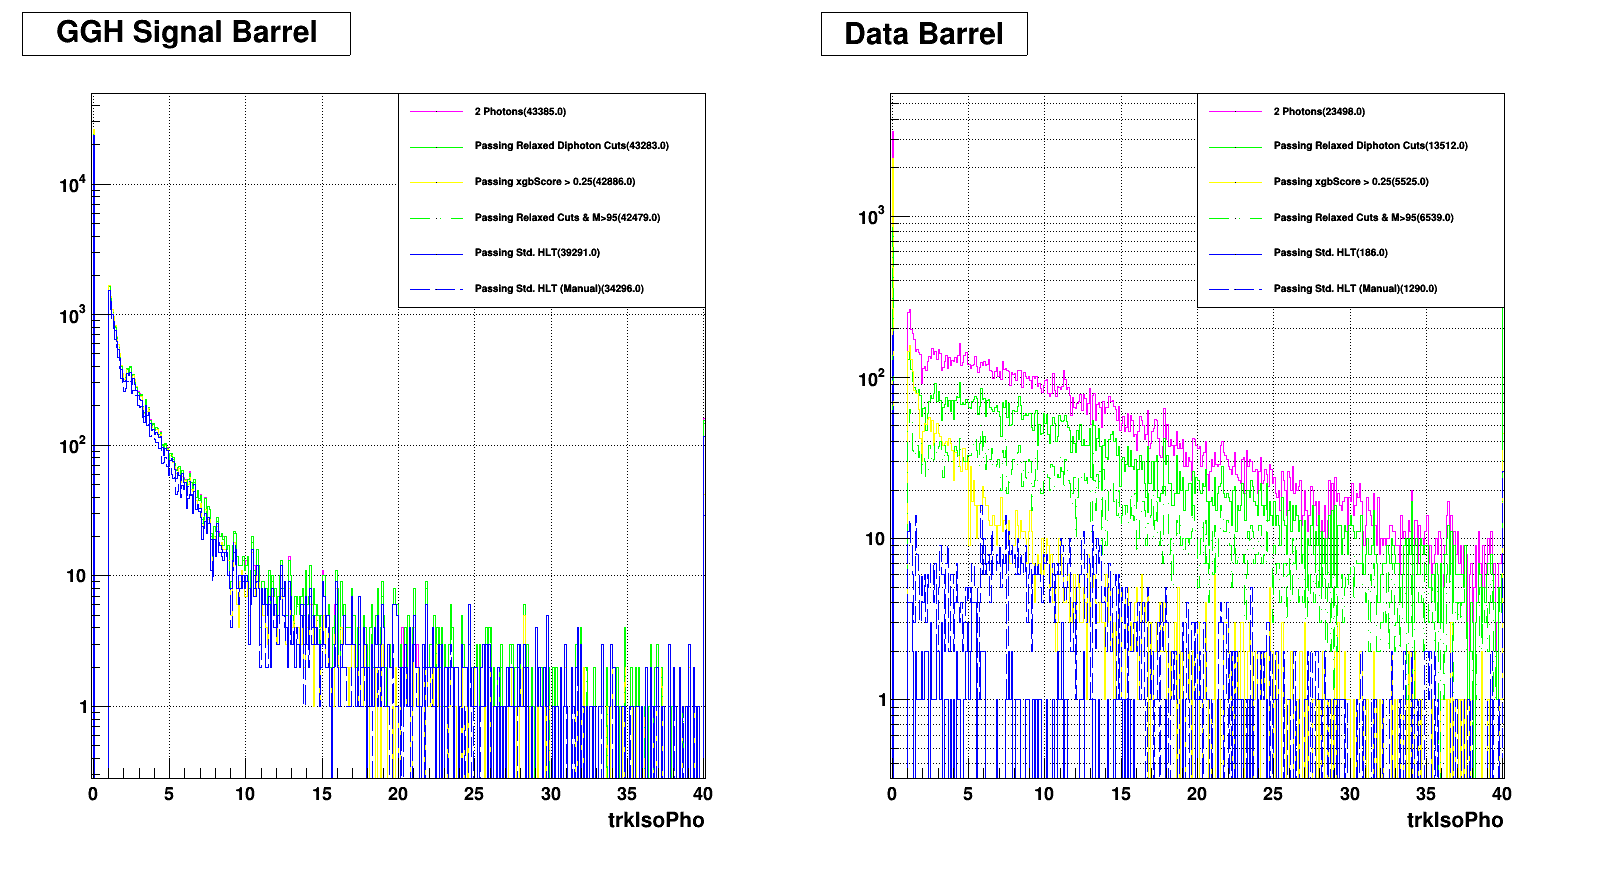 GGH Signal Barrel
2 Photons(43385.0)
Passing Relaxed Diphoton Cuts(43283.0)
Passing xgbScore > 0.25(42886.0)
Passing Relaxed Cuts & M>95(42479.0)
Passing Std. HLT(39291.0)
Passing Std. HLT (Manual)(34296.0)
10^4
10^3
10^2
10
1
0 5 10 15 20 25 30 35 40
trkIsoPho
Data Barrel
2 Photons(23498.0)
Passing Relaxed Diphoton Cuts(13512.0)
Passing xgbScore > 0.25(5525.0)
Passing Relaxed Cuts & M>95(6539.0)
Passing Std. HLT(186.0)
Passing Std. HLT (Manual)(1290.0)
10^3
10^2
10
1
0 5 10 15 20 25 30 35 40
trkIsoPho